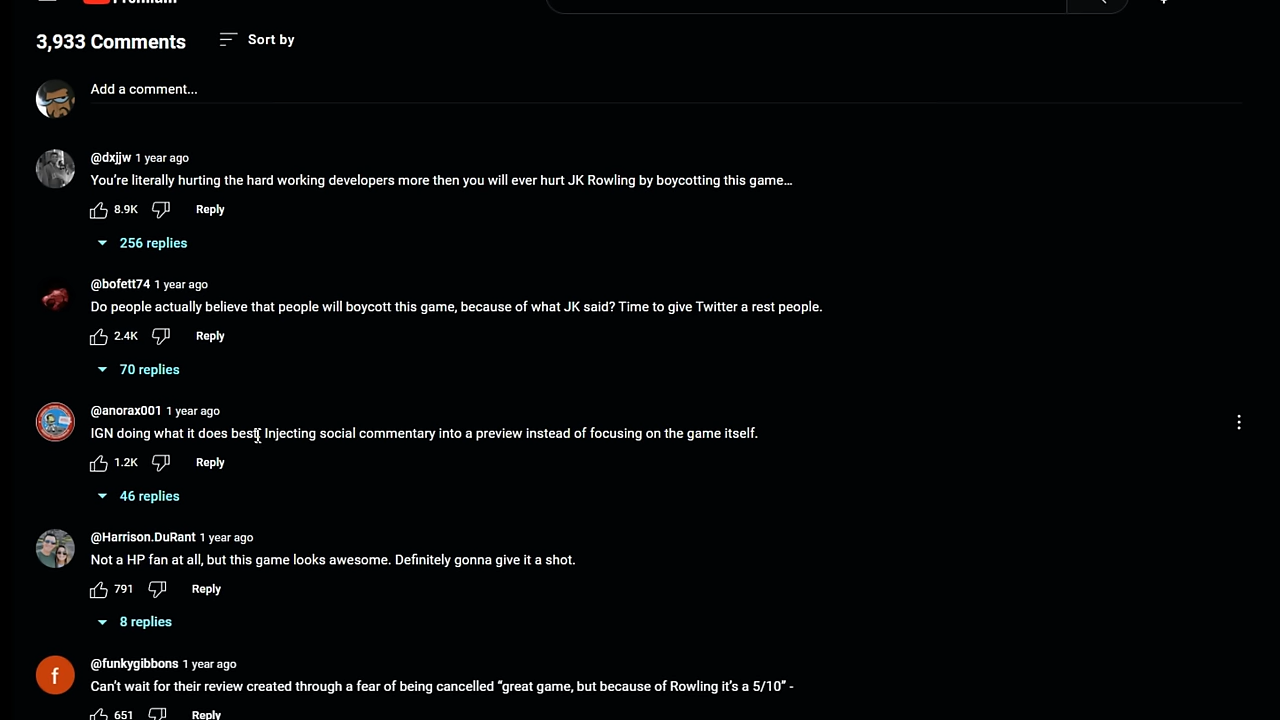 Premium
3,933 Comments
Sort by
Add a comment...
@dxjjw 1 year ago
You're literally hurting the hard working developers more then you will ever hurt JK Rowling by boycotting this game…
8.9K
Reply
256 replies
@bofett74 1 year ago
Do people actually believe that people will boycott this game, because of what JK said? Time to give Twitter a rest people.
2.4K
Reply
70 replies
@anorax001 1 year ago
IGN doing what it does best. Injecting social commentary into a preview instead of focusing on the game itself.
1.2K
Reply
46 replies
@Harrison.DuRant 1 year ago
Not a HP fan at all, but this game looks awesome. Definitely gonna give it a shot.
791
Reply
8 replies
f
@funkygibbons 1 year ago
Can't wait for their review created through a fear of being cancelled “great game, but because of Rowling it's a 5/10” -
651
Reply